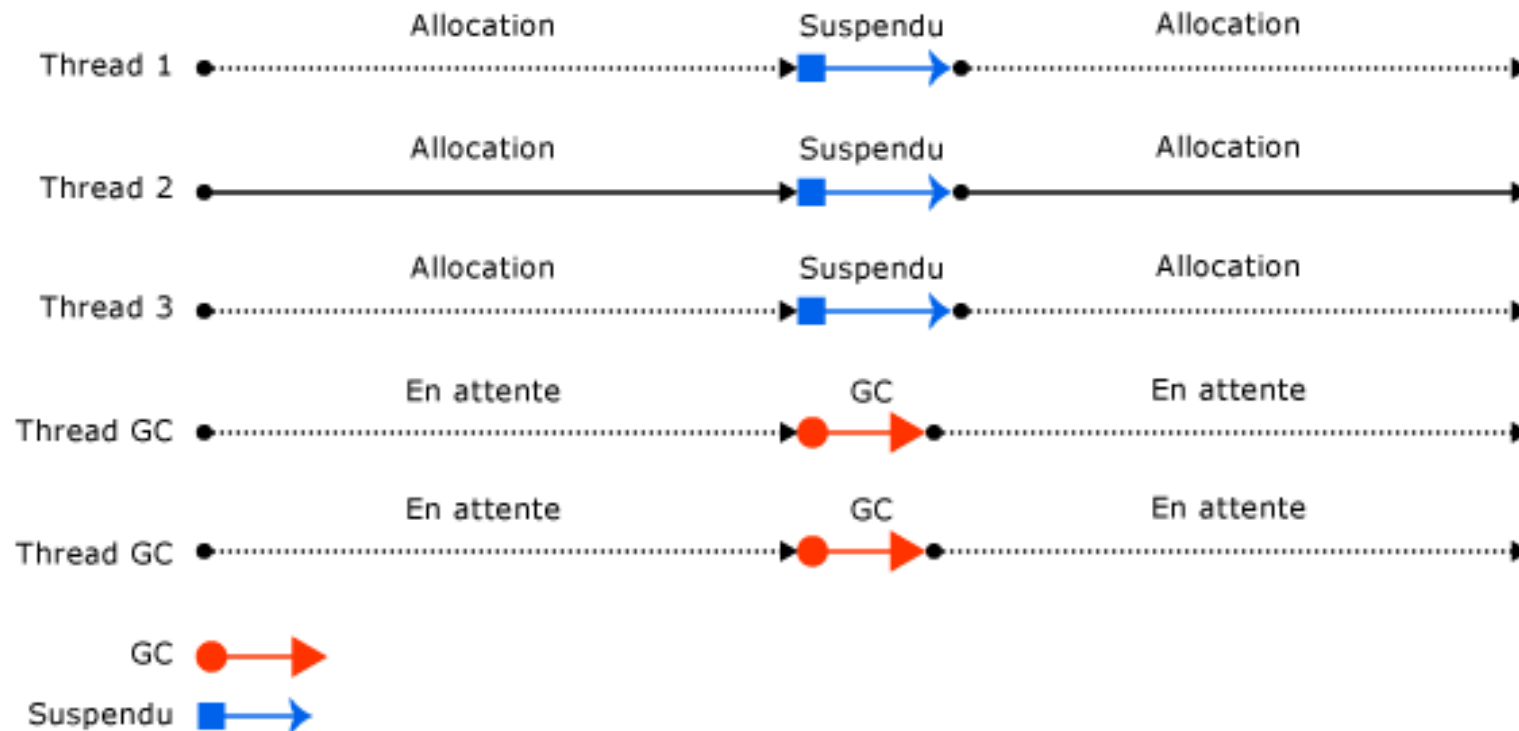 Allocation Suspendu Allocation
Thread 1
Allocation Suspendu Allocation
Thread 2
Allocation Suspendu Allocation
Thread 3
En attente GC En attente
Thread GC
En attente GC En attente
Thread GC
GC
Suspendu